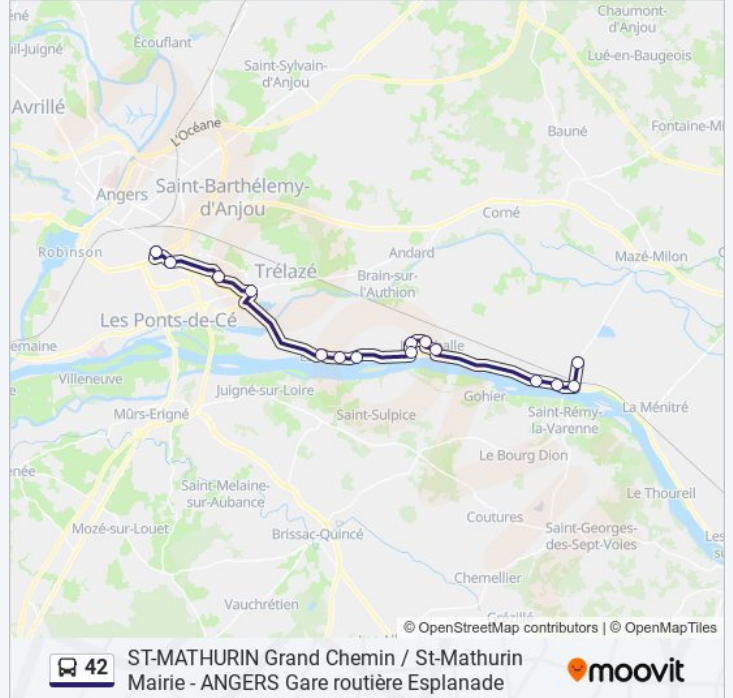 Chaumont-
d'Anjou
Écouflant
Lué-en-Baugeois
Saint-Sylvain-
d'Anjou
Avrillé
L'Océane
Bauné
Fontaine-Mi
Angers
Saint-Barthélemy-
d'Anjou
Corné
Robinson
Andard
Mazé-Milon
Trélazé
Brain-sur-
l'Authion
Les Ponts-de-Cé
emaine
Villeneuve
Juigné-sur-Loire
Gohier
Mûrs-Erigné
Saint-Sulpice
Saint-Rémy-
la-Varenne
La Ménitré
Le Bourg Dion
Saint-Melaine-
sur-Aubance
Le Thoureil
Coutures
Mozé-sur-Louet
Brissac-Quincé
Saint-Georges-
des-Sept-Voies
Chemellier
Vauchrétien
© OpenStreetMap contributors | © OpenMapTiles
42
ST-MATHURIN Grand Chemin / St-Mathurin
Mairie - ANGERS Gare routière Esplanade
moovit